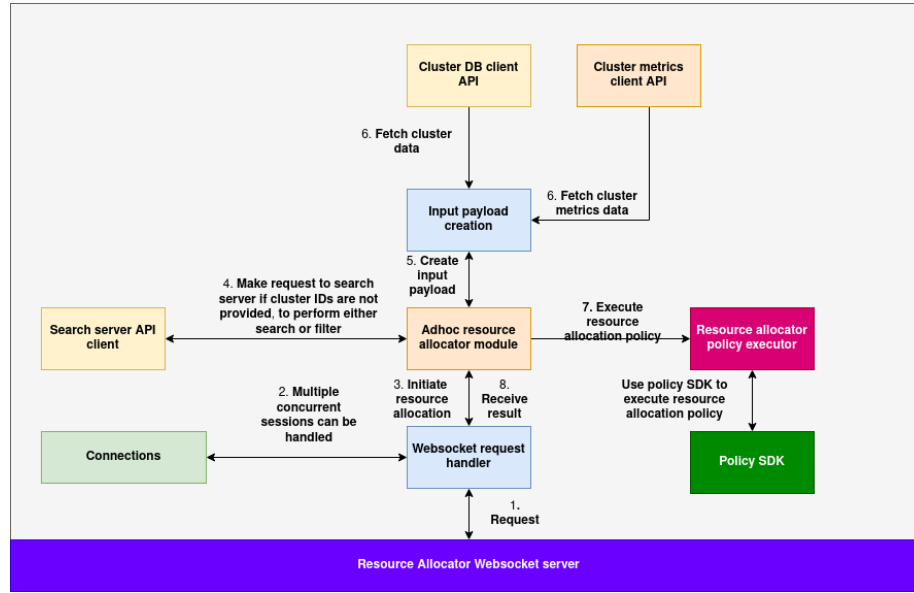 Cluster DB client
API
Cluster metrics
client API
6. Fetch cluster
data
6. Fetch cluster
metrics data
Input payload
creation
5. Create
input
payload
4. Make request to search
server if cluster IDs are not
provided, to perform either
search or filter
7. Execute
resource
allocation policy
Search server API
client
Adhoc resource
allocator module
Resource allocator
policy executor
2. Multiple
concurrent
sessions can be
handled
3. Initiate
resource
allocation
8.
Receive
result
Use policy SDK to
execute resource
allocation policy
Connections
Websocket request
handler
Policy SDK
1.
Request
Resource Allocator Websocket server